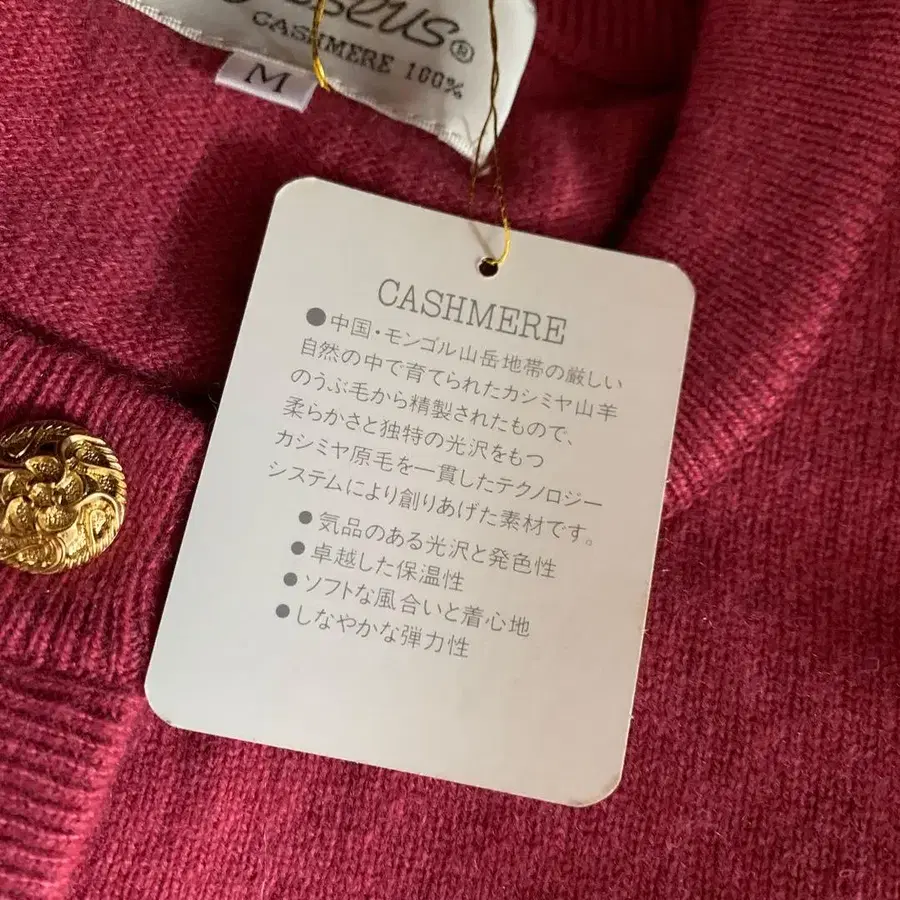 CASHMERE 100%
M
CASHMERE
●中国・モンゴル山岳地帯の厳しい
自然の中で育てられたカシミヤ山羊
のうぶ毛から精製されたもので、
柔らかさと独特の光沢をもつ
カシミヤ原毛を一貫したテクノロジー
システムにより創りあげた素材です。
●気品のある光沢と発色性
●卓越した保温性
●ソフトな風合いと着心地
●しなやかな弾力性